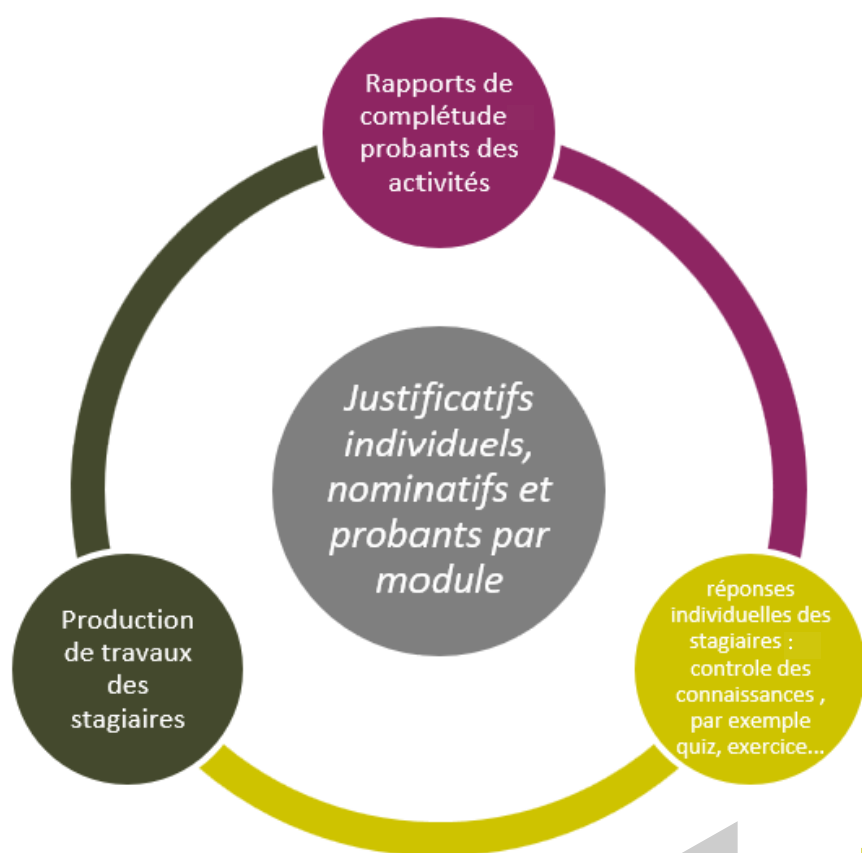 Rapports de
complétude
probants des
activités
Justificatifs
individuels,
nominatifs et
probants par
module
Production
de travaux
des
stagiaires
réponses
individuelles des
stagiaires :
controle des
connaissances ,
par exemple
quiz, exercice...